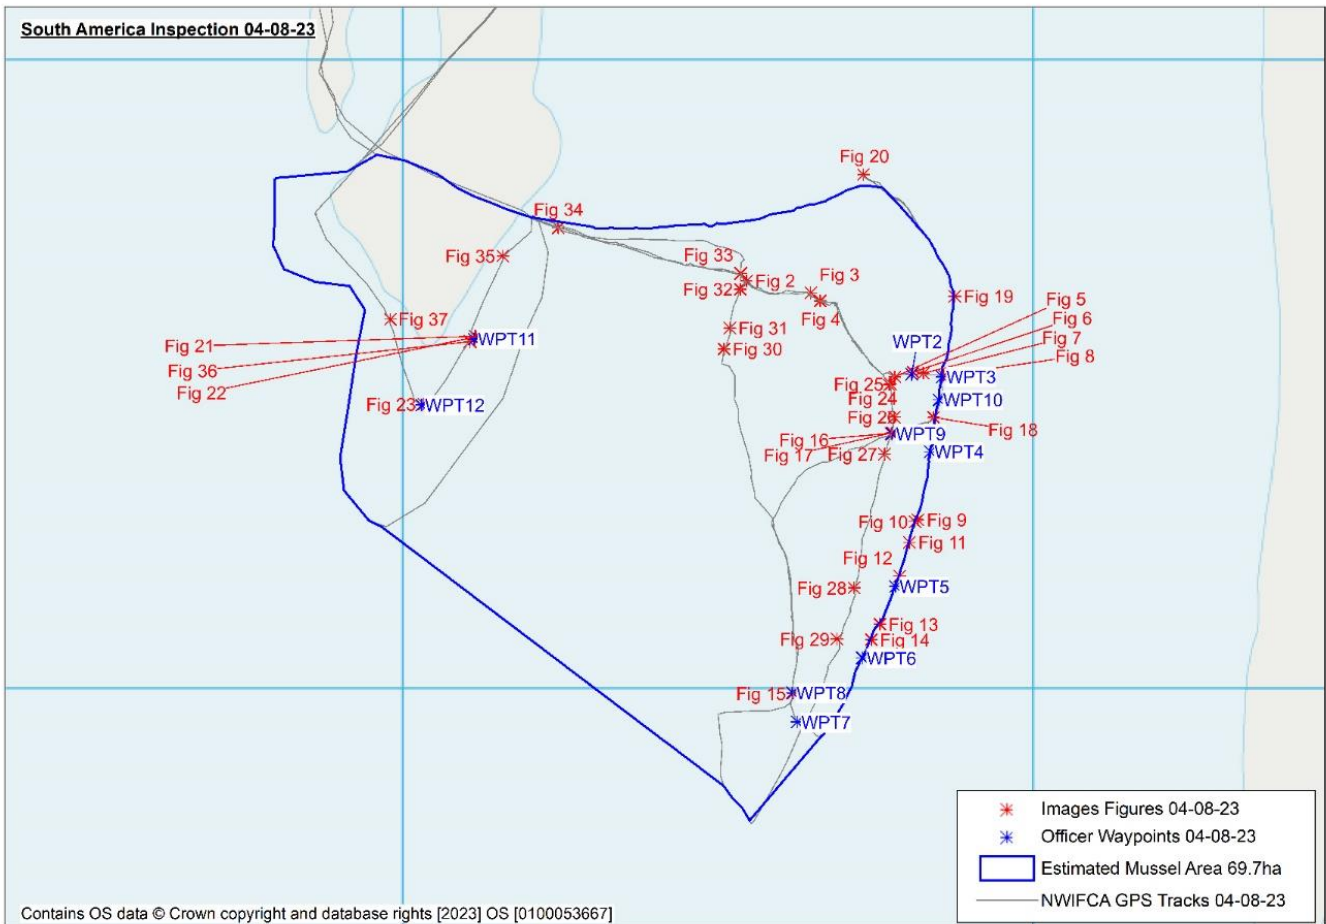 South America Inspection 04-08-23
Fig 20
Fig 34
Fig 35
Fig 33
Fig 2
Fig 3
Fig 32
Fig 4
Fig 19
Fig 5
Fig 6
Fig 7
Fig 8
Fig 37
Fig 31
Fig 30
WPT2
Fig 21
WPT11
Fig 36
Fig 22
Fig 25
WPT3
Fig 24
WPT10
Fig 23
WPT12
Fig 18
Fig 16
WPT9
Fig 17
Fig 27
WPT4
Fig 10
Fig 9
Fig 11
Fig 12
Fig 28
WPT5
Fig 13
Fig 29
Fig 14
WPT6
Fig 15
WPT8
WPT7
Images Figures 04-08-23
Officer Waypoints 04-08-23
Estimated Mussel Area 69.7ha
NWIFCA GPS Tracks 04-08-23
Contains OS data © Crown copyright and database rights [2023] OS [0100053667]